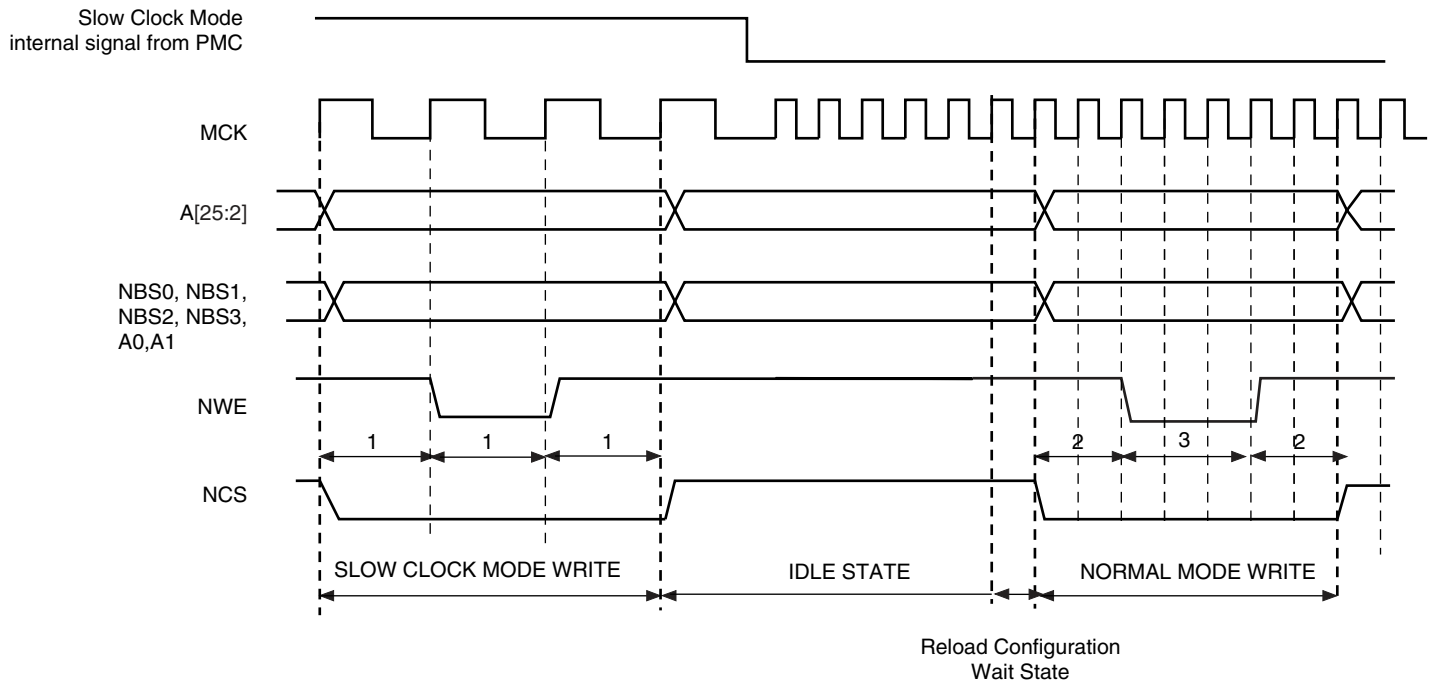 Slow Clock Mode
internal signal from PMC
MCK
A[25:2]
NBS0, NBS1,
NBS2, NBS3,
A0,A1
NWE
1 1 1 2 3 2
NCS
SLOW CLOCK MODE WRITE IDLE STATE NORMAL MODE WRITE
Reload Configuration
Wait State